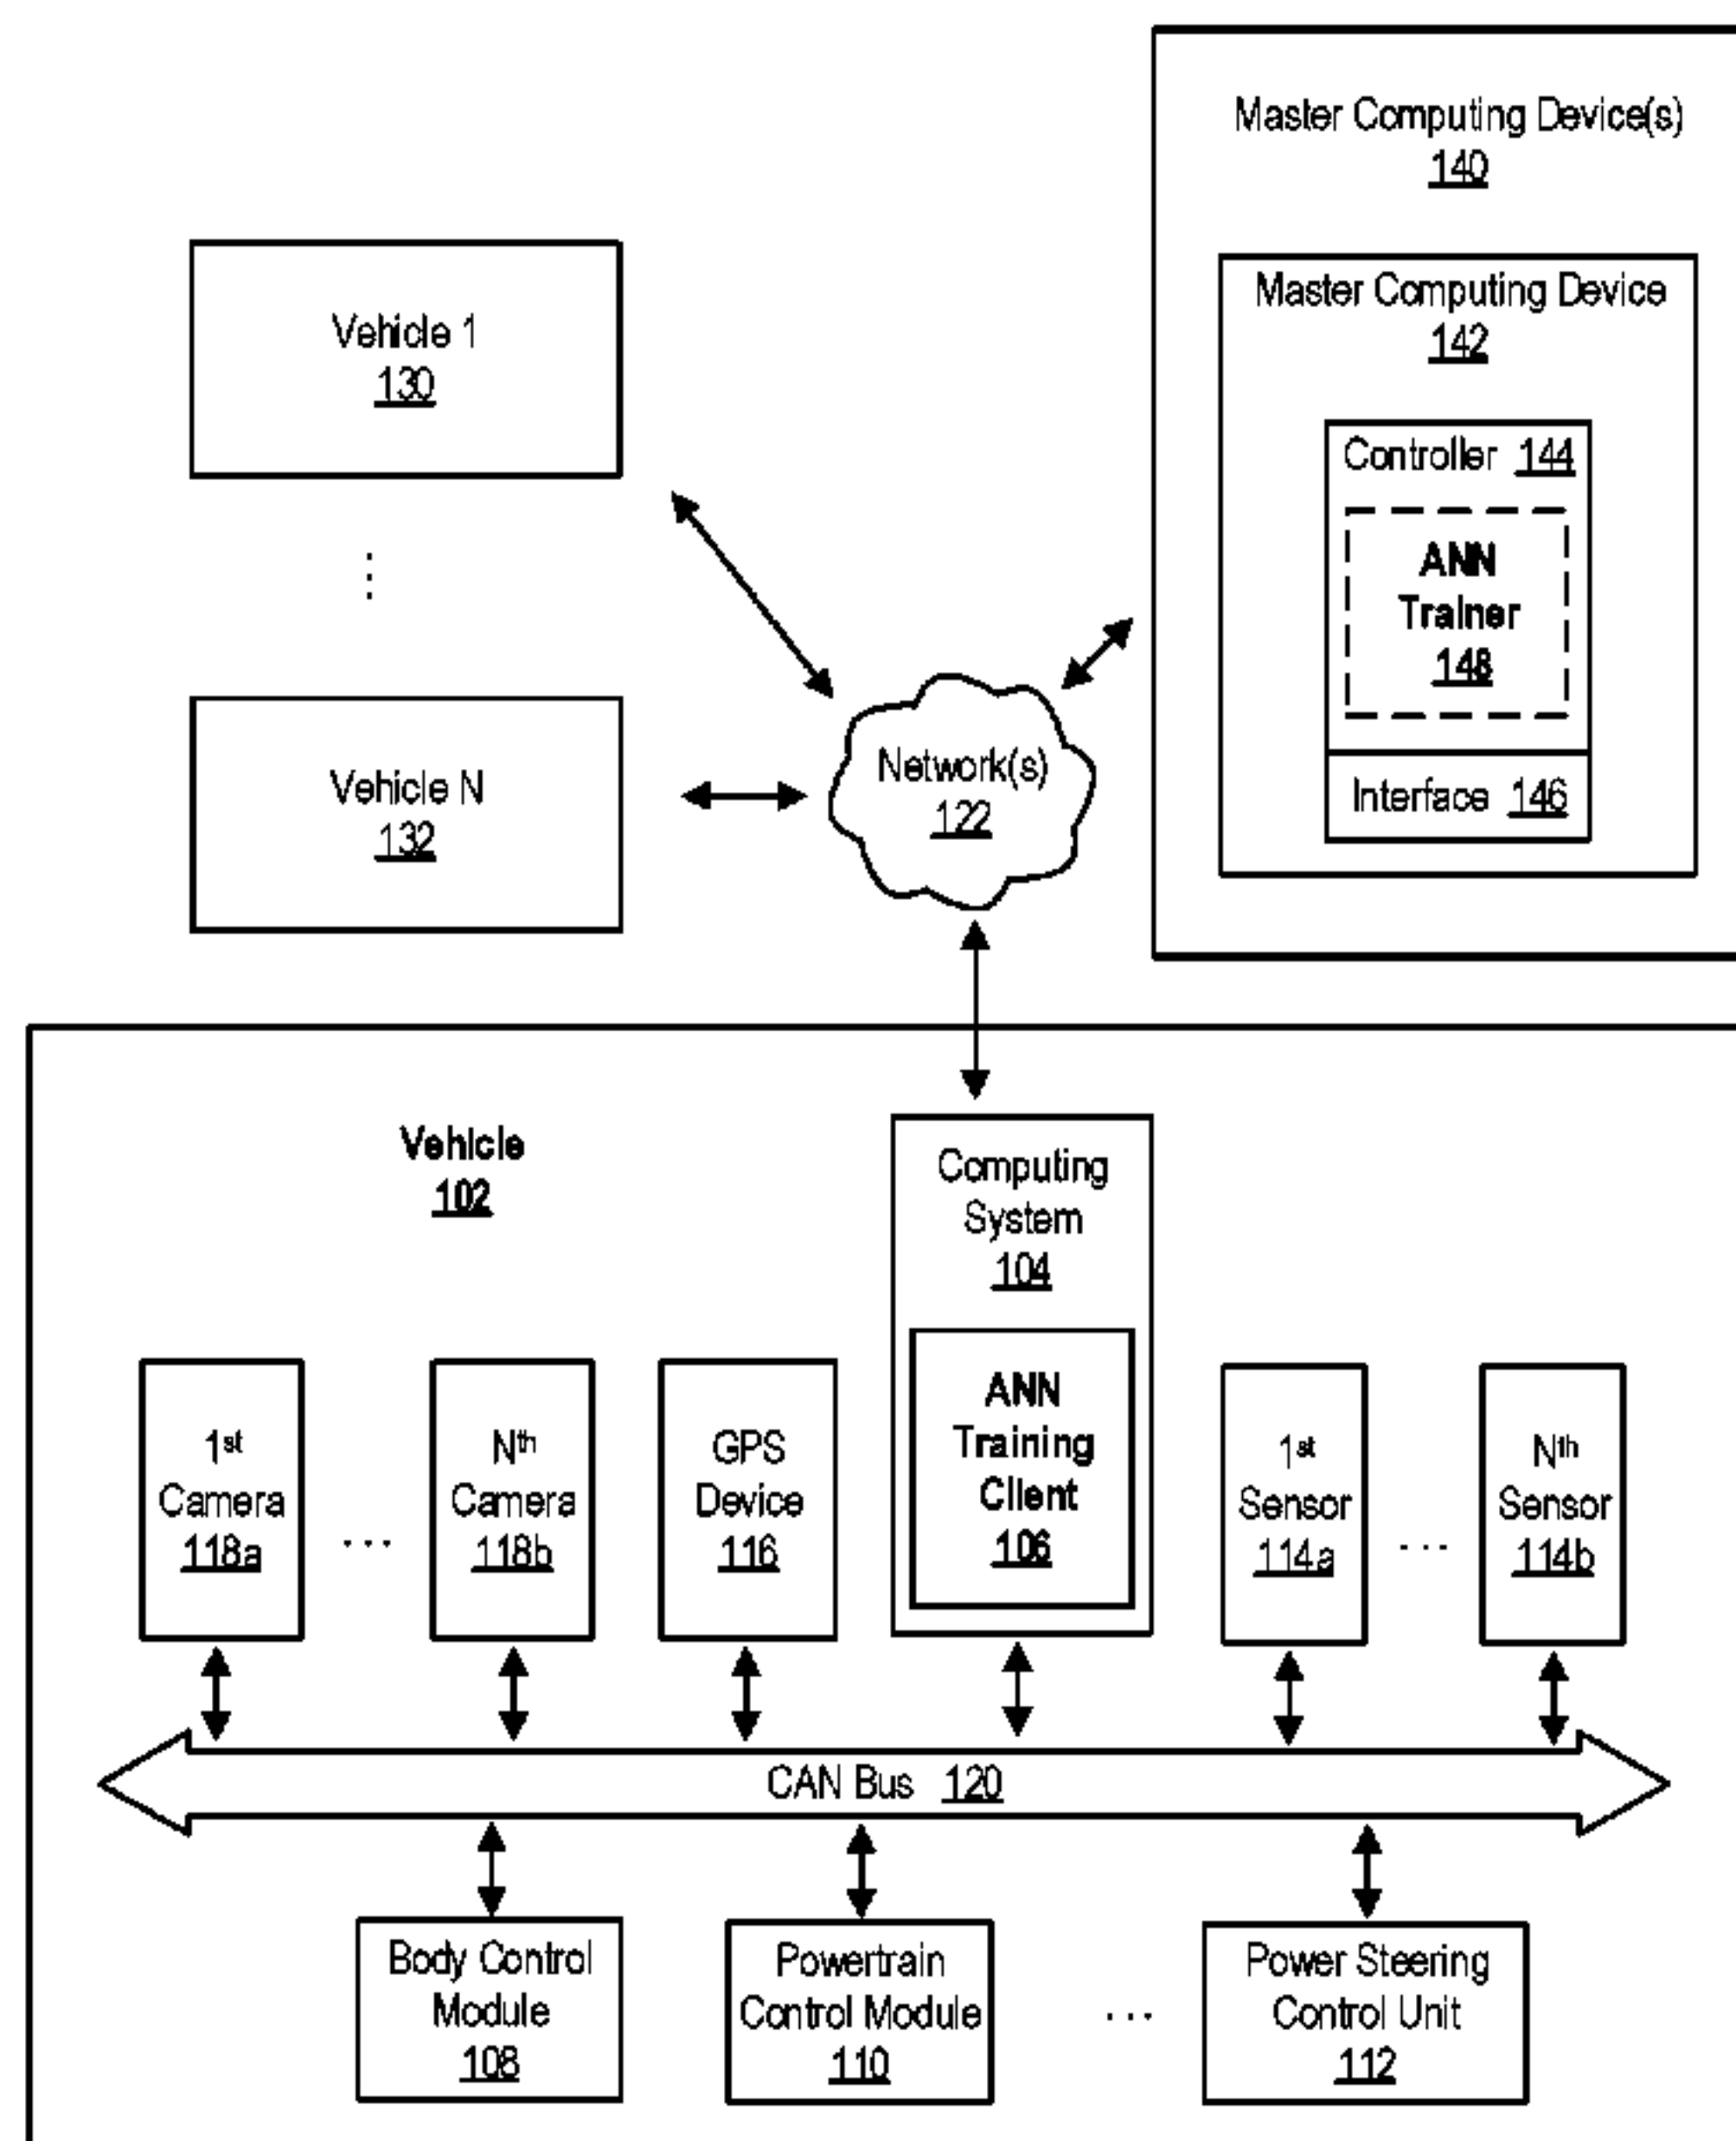 Master Computing Device(s)
140
Master Computing Device
142
Controller 144
ANN
Trainer
148
Interface 146
Vehicle 1
130
⋮
Vehicle N
132
Network(s)
122
Vehicle
102
Computing
System
104
ANN
Training
Client
106
1st
Camera
118a
...
Nth
Camera
118b
GPS
Device
116
1st
Sensor
114a
...
Nth
Sensor
114b
CAN Bus 120
Body Control
Module
108
Powertrain
Control Module
110
...
Power Steering
Control Unit
112